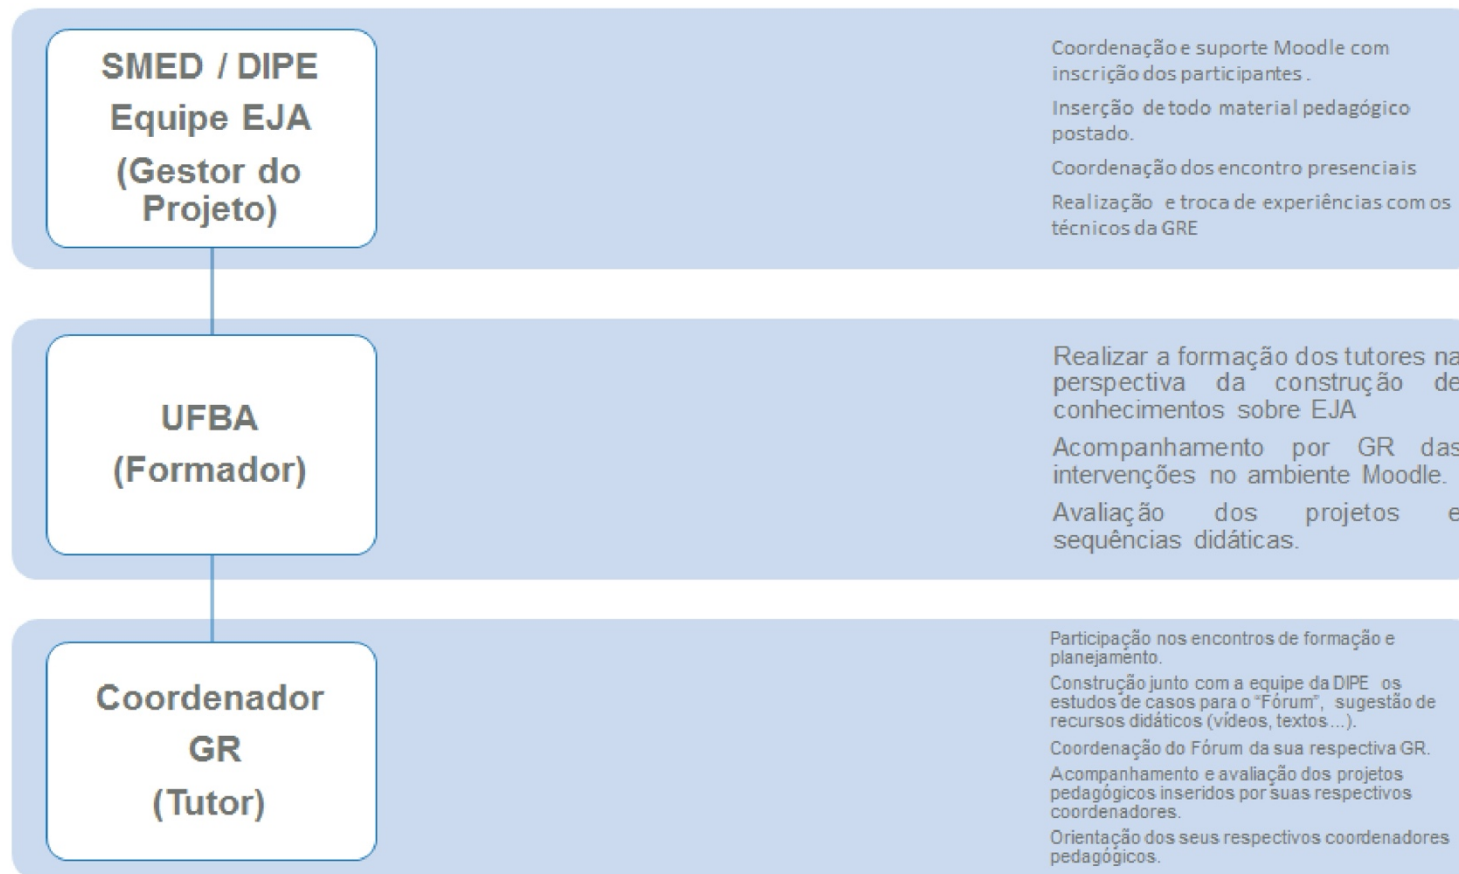 SMED / DIPE
Equipe EJA
(Gestor do
Projeto)
Coordenação e suporte Moodle com
inscrição dos participantes .
Inserção de todo material pedagógico
postado.
Coordenação dos encontro presenciais
Realização e troca de experiências com os
técnicos da GRE
UFBA
(Formador)
Realizar a formação dos tutores na
perspectiva da construção de
conhecimentos sobre EJA
Acompanhamento por GR das
intervenções no ambiente Moodle.
Avaliação dos projetos e
sequências didáticas.
Coordenador
GR
(Tutor)
Participação nos encontros de formação e
planejamento.
Construção junto com a equipe da DIPE os
estudos de casos para o “Fórum”, sugestão de
recursos didáticos (vídeos, textos...).
Coordenação do Fórum da sua respectiva GR.
Acompanhamento e avaliação dos projetos
pedagógicos inseridos por suas respectivos
coordenadores.
Orientação dos seus respectivos coordenadores
pedagógicos.